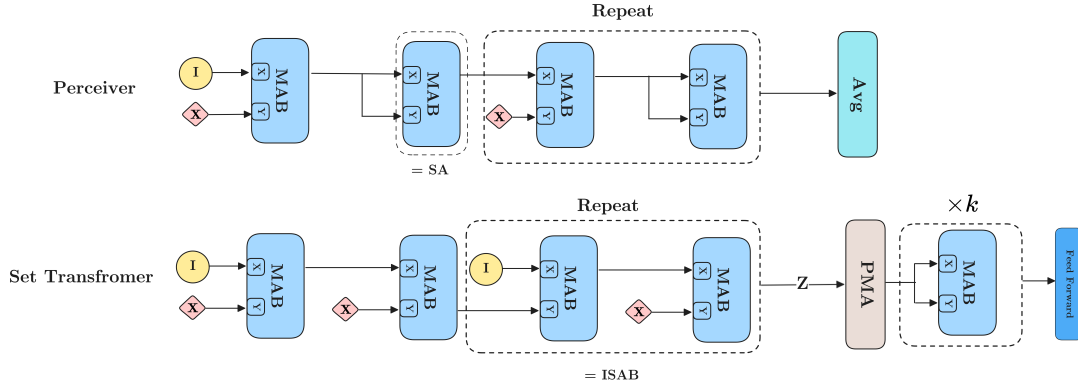 Repeat
Perceiver
I
X
X
Y
MAB
X
Y
MAB
X
X
Y
MAB
X
Y
MAB
Avg
= SA
Repeat
×k
Set Transfromer
I
X
X
Y
MAB
X
X
Y
MAB
I
X
Y
MAB
X
X
Y
MAB
Z
PMA
X
Y
MAB
Feed Forward
= ISAB